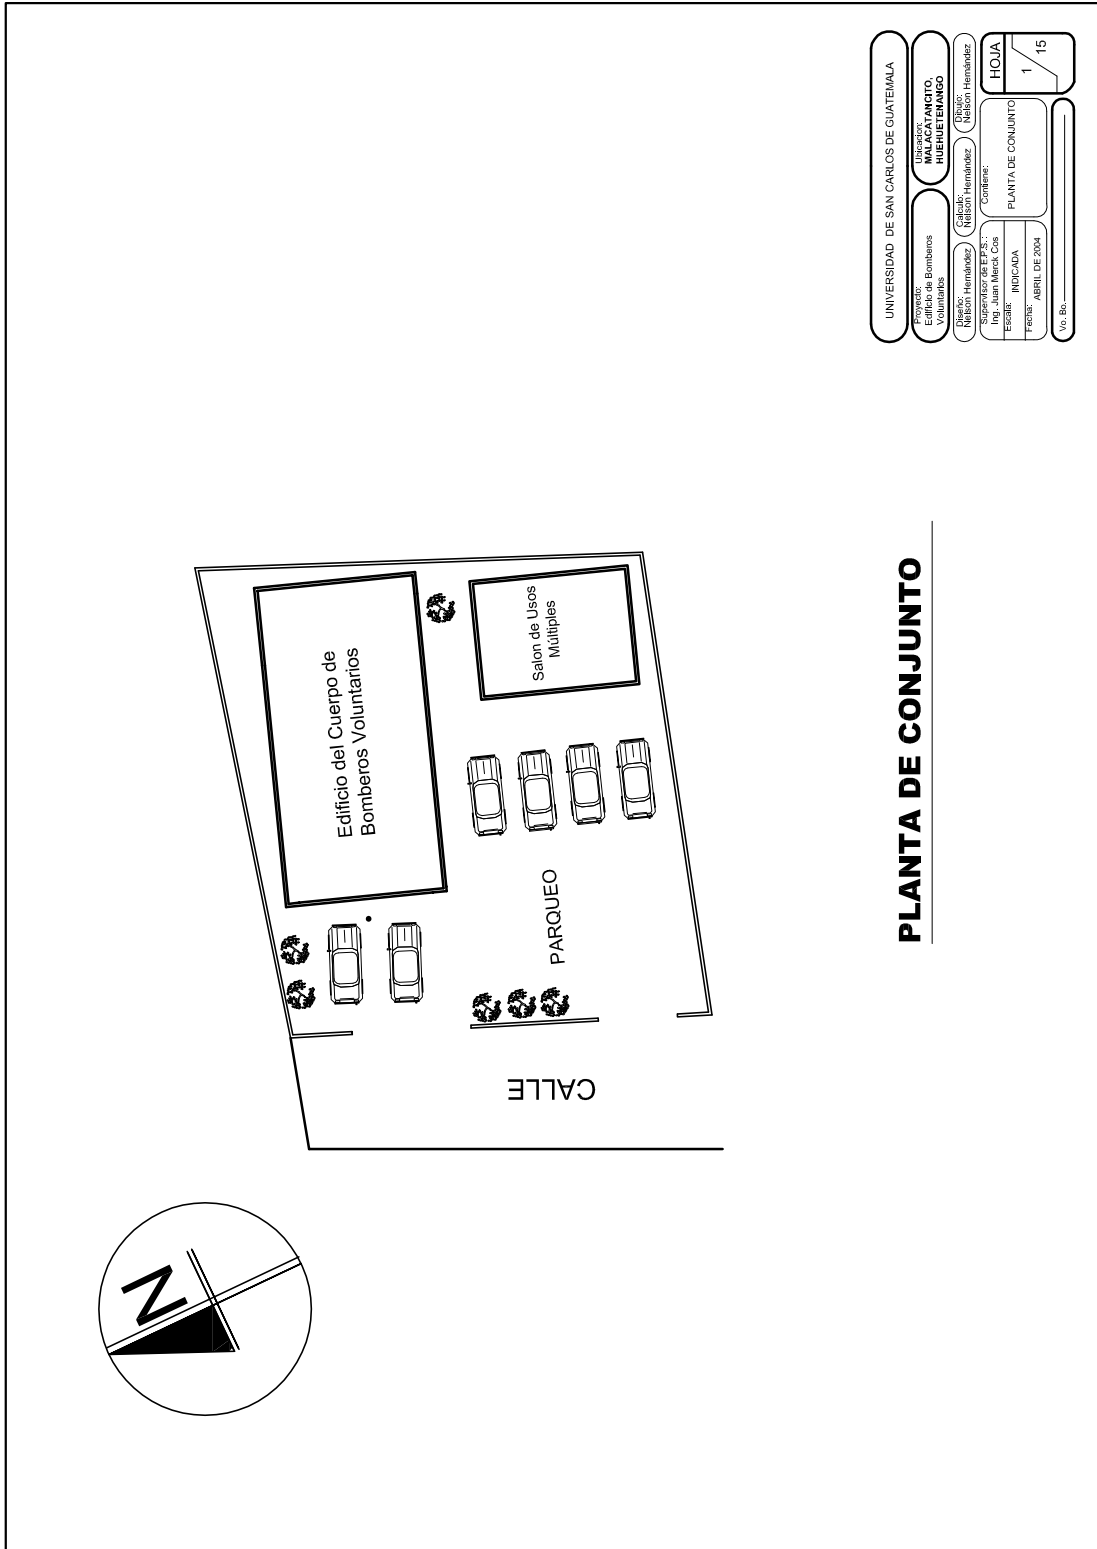 UNIVERSIDAD DE SAN CARLOS DE GUATEMALA
Proyecto:
Edificio de Bomberos
Voluntarios
Ubicacion:
MALACATANCITO,
HUEHUETENANGO
Diseño:
Nelson Hernández
Calculo:
Nelson Hernández
Dibujo:
Nelson Hernández
Supervisor de E.P.S.:
Ing. Juan Merck Cos
Escala: INDICADA
Fecha: ABRIL DE 2004
Contiene:
PLANTA DE CONJUNTO
HOJA
1 / 15
Vo. Bo.
Edificio del Cuerpo de
Bomberos Voluntarios
Salon de Usos
Múltiples
PARQUEO
CALLE
N
PLANTA DE CONJUNTO